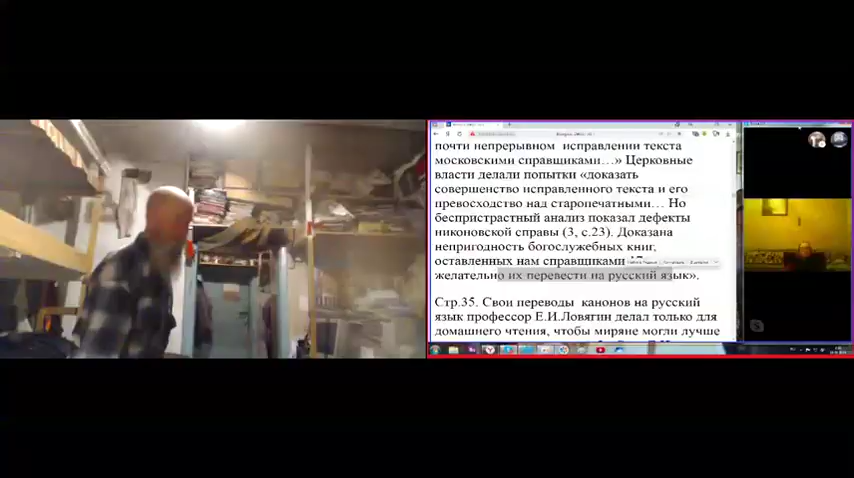 почти непрерывном исправлении текста
московскими справщиками…» Церковные
власти делали попытки «доказать
совершенство исправленного текста и его
превосходство над старопечатными… Но
беспристрастный анализ показал дефекты
никоновской справы (3, с.23). Доказана
непригодность богослужебных книг,
оставленных нам справщиками
желательно их перевести на русский язык».
Стр.35. Свои переводы канонов на русский
язык профессор Е.И.Ловягин делал только для
домашнего чтения, чтобы миряне могли лучше